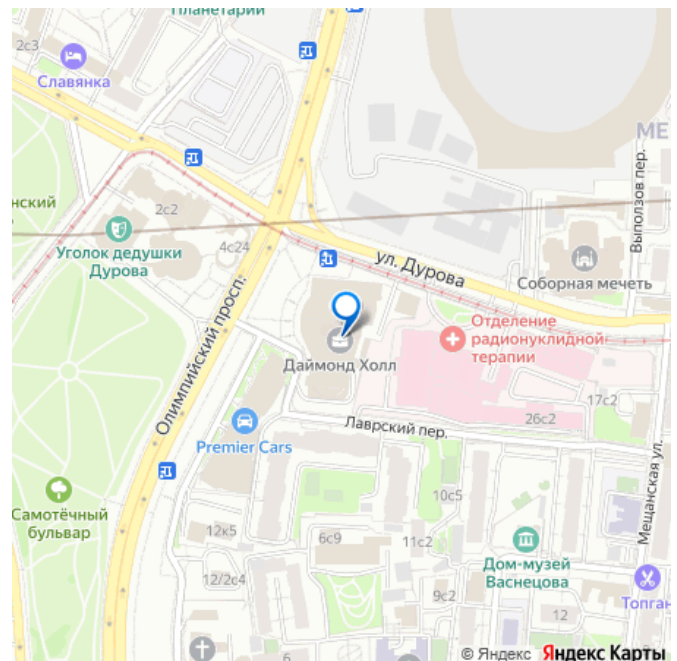 Планетарий
2с3
Славянка
МЕ
Выползов пер.
нский
2с2
4с24
Уголок дедушки
Дурова
ул. Дурова
Соборная мечеть
Олимпийский просп.
Отделение
радионуклидной
терапии
Даймонд Холл
17с2
26с2
Лаврский пер.
Premier Cars
Мещанская ул.
Самотёчный
бульвар
10с5
12к5
6с9
11с2
Дом-музей
Васнецова
12/2с4
9с2
Топган
12
6
© Яндекс Яндекс Карты